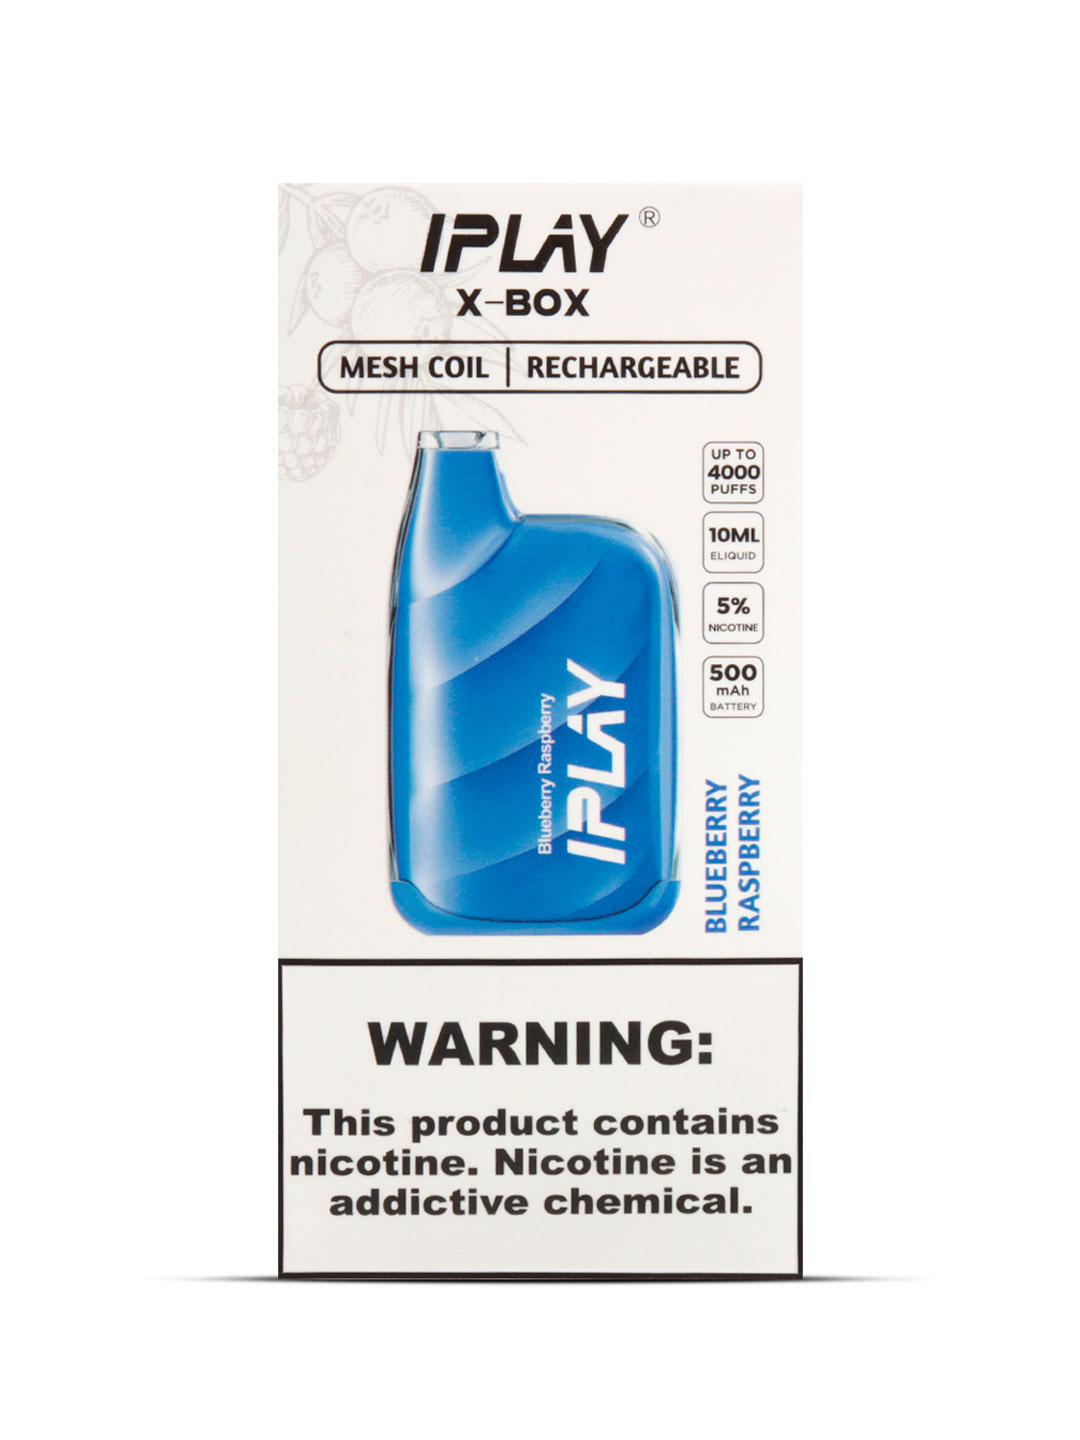 IPLAY®
X-BOX
MESH COIL | RECHARGEABLE
UP TO
4000
PUFFS
10ML
ELIQUID
5%
NICOTINE
500
mAh
BATTERY
Blueberry Raspberry
IPLAY
BLUEBERRY
RASPBERRY
WARNING:
This product contains
nicotine. Nicotine is an
addictive chemical.